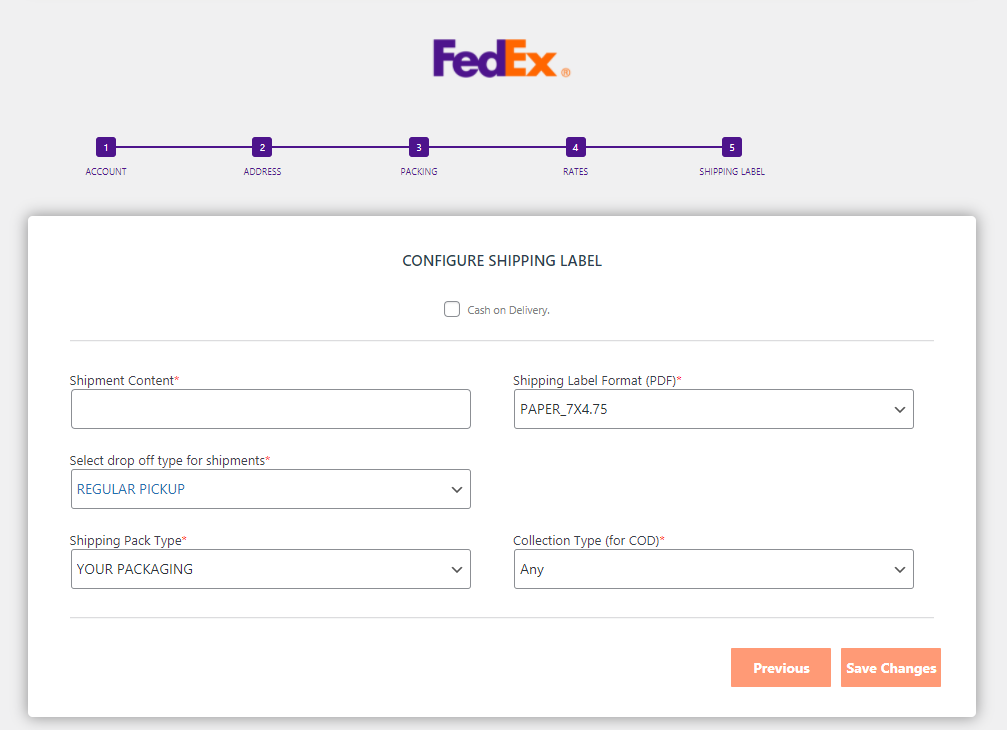 FedEx®
1 2 3 4 5
ACCOUNT ADDRESS PACKING RATES SHIPPING LABEL
CONFIGURE SHIPPING LABEL
Cash on Delivery.
Shipment Content* Shipping Label Format (PDF)*
PAPER_7X4.75
Select drop off type for shipments*
REGULAR PICKUP
Shipping Pack Type* Collection Type (for COD)*
YOUR PACKAGING Any
Previous Save Changes